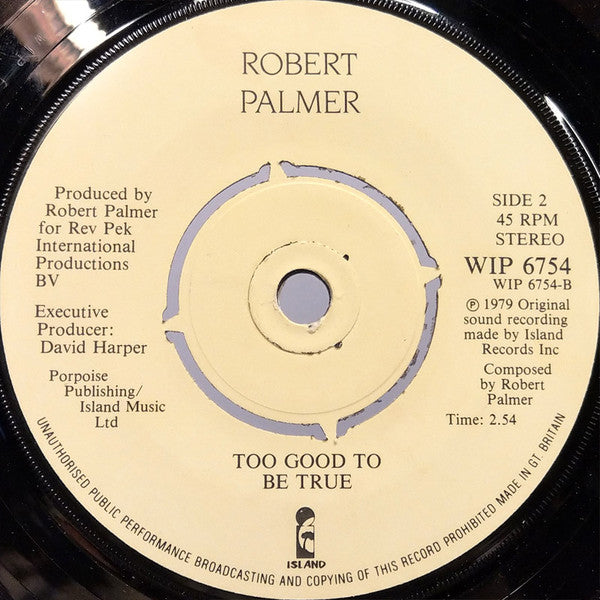 ROBERT
PALMER
Produced by
Robert Palmer
for Rev Pek
International
Productions
BV
Executive
Producer:
David Harper
Porpoise
Publishing/
Island Music
Ltd
SIDE 2
45 RPM
STEREO
WIP 6754
WIP 6754-B
℗ 1979 Original
sound recording
made by Island
Records Inc
Composed
by Robert
Palmer
Time: 2.54
TOO GOOD TO
BE TRUE
ISLAND
UNAUTHORISED PUBLIC PERFORMANCE BROADCASTING AND COPYING OF THIS RECORD PROHIBITED MADE IN GT. BRITAIN